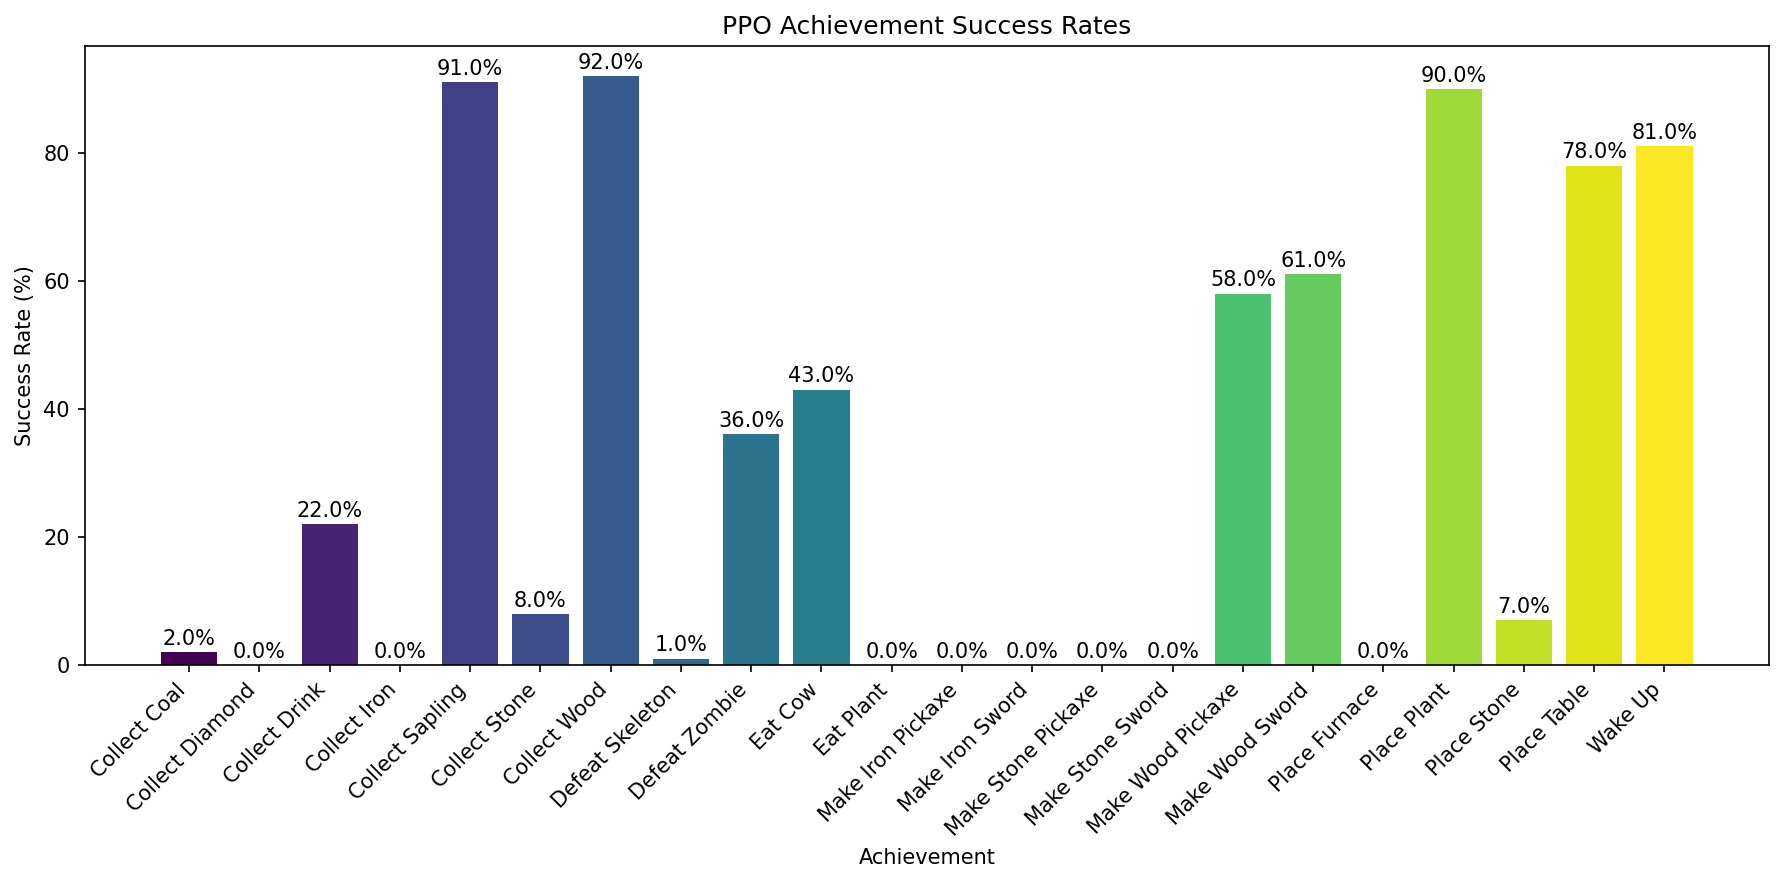 PPO Achievement Success Rates
Success Rate (%)
80
60
40
20
0
2.0%
0.0%
22.0%
0.0%
91.0%
8.0%
92.0%
1.0%
36.0%
43.0%
0.0%
0.0%
0.0%
0.0%
0.0%
58.0%
61.0%
0.0%
90.0%
7.0%
78.0%
81.0%
Collect Coal
Collect Diamond
Collect Drink
Collect Iron
Collect Sapling
Collect Stone
Collect Wood
Defeat Skeleton
Defeat Zombie
Eat Cow
Eat Plant
Make Iron Pickaxe
Make Iron Sword
Make Stone Pickaxe
Make Stone Sword
Make Wood Pickaxe
Make Wood Sword
Place Furnace
Place Plant
Place Stone
Place Table
Wake Up
Achievement